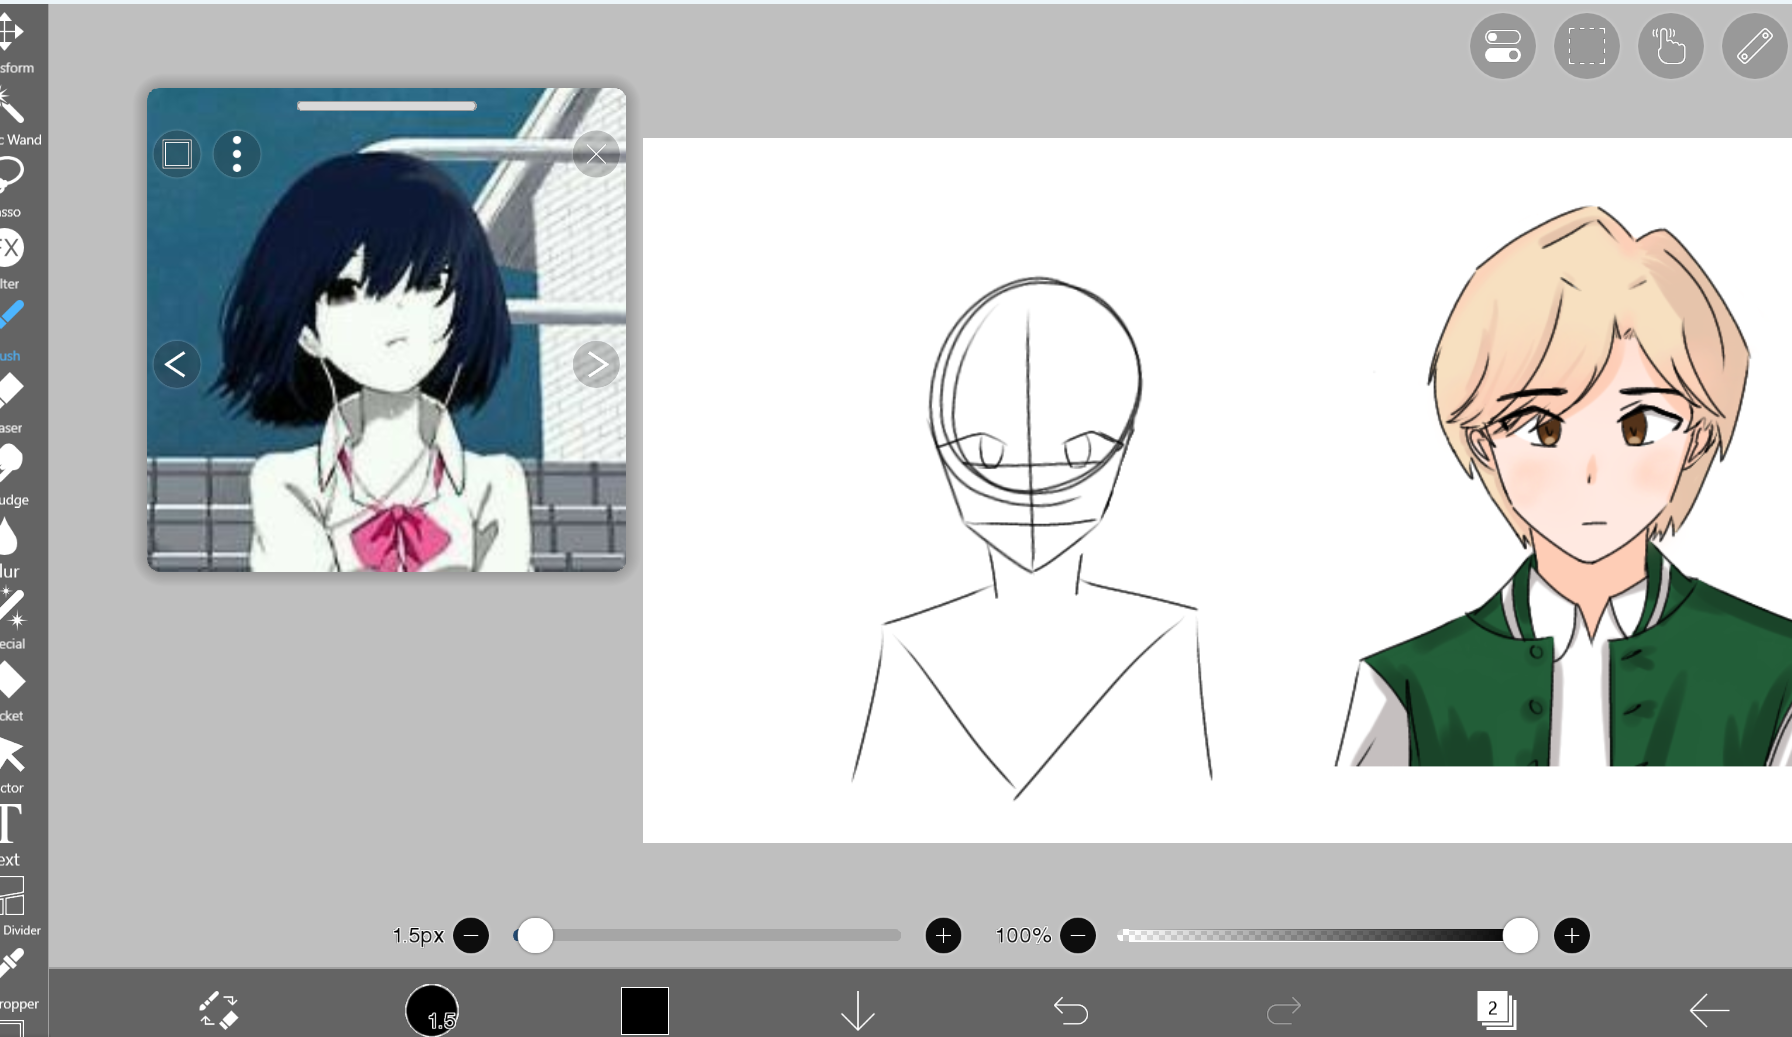 sform
c Wand
sso
FX
lter
ush
aser
udge
lur
ecial
cket
ctor
T
ext
Divider
ropper
1.5px
100%
1.5
2